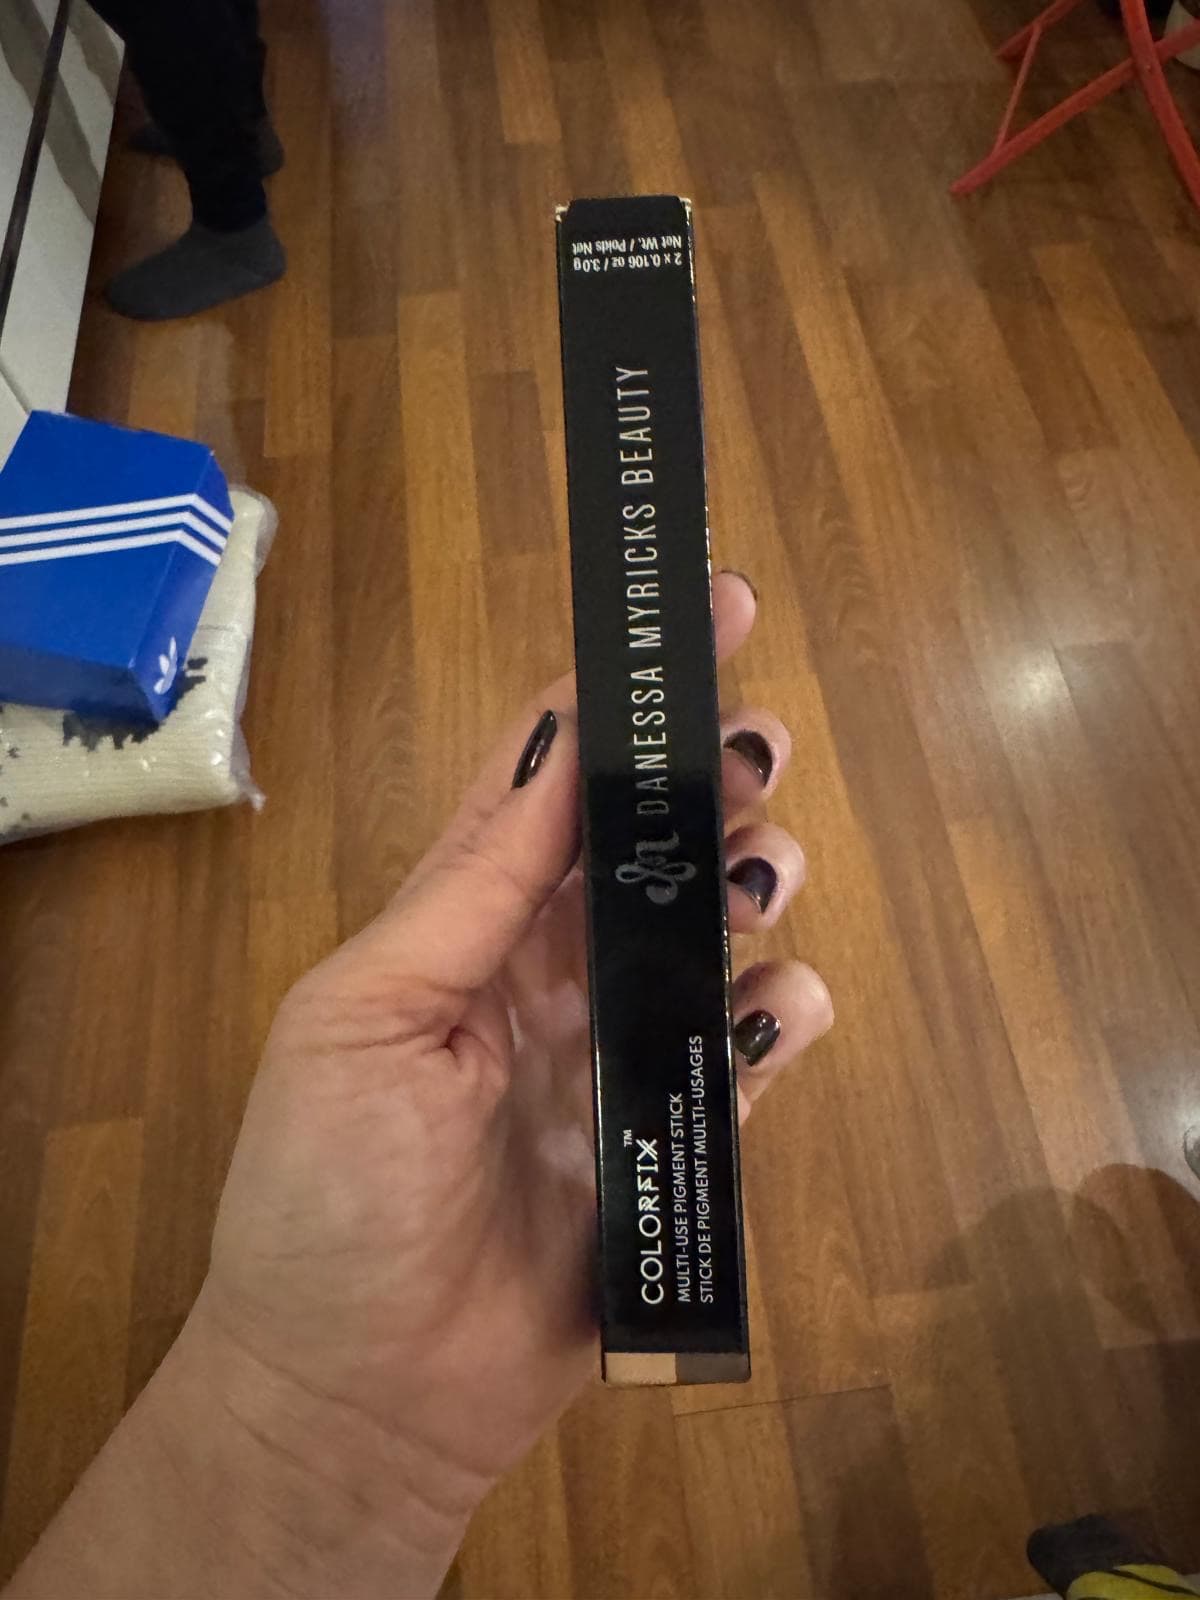 DANESSA MYRICKS BEAUTY
COLORFIX™
MULTI-USE PIGMENT STICK
STICK DE PIGMENT MULTI-USAGES
2 x 0.106 oz / 3.0 g
Net Wt. / Poids Net